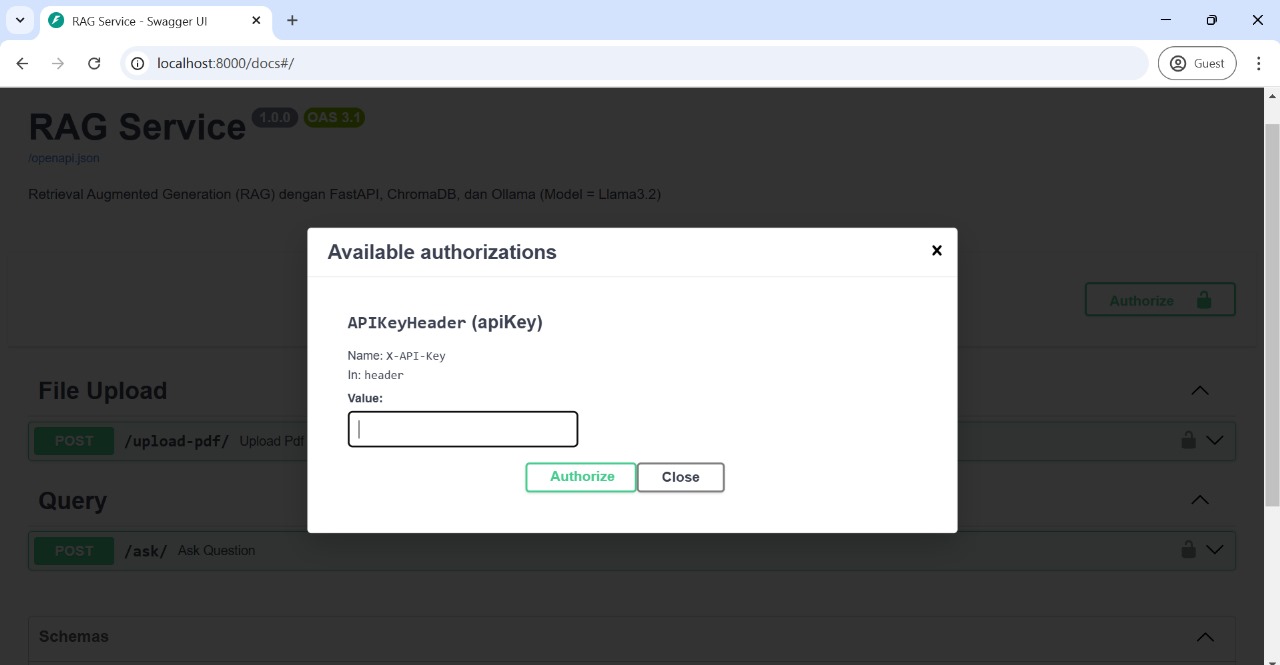 RAG Service - Swagger UI
localhost:8000/docs#/
Guest
RAG Service 1.0.0 OAS 3.1
/openapi.json
Retrieval Augmented Generation (RAG) dengan FastAPI, ChromaDB, dan Ollama (Model = Llama3.2)
Authorize
Available authorizations
APIKeyHeader (apiKey)
Name: X-API-Key
In: header
Value:
Authorize Close
File Upload
POST /upload-pdf/ Upload Pdf
Query
POST /ask/ Ask Question
Schemas